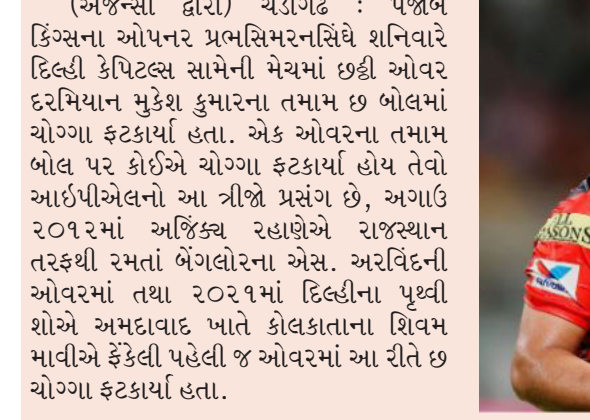 (એજન્સી દ્વારા) ચંડીગઢ : પંજાબ
કિંગ્સના ઓપનર પ્રભસિમરનસિંઘે શનિવારે
દિલ્હી કેપિટલ્સ સામેની મેચમાં છઠ્ઠી ઓવર
દરમિયાન મુકેશ કુમારના તમામ છ બોલમાં
ચોગ્ગા ફટકાર્યા હતા. એક ઓવરના તમામ
બોલ પર કોઈએ ચોગ્ગા ફટકાર્યા હોય તેવો
આઇપીએલનો આ ત્રીજો પ્રસંગ છે, અગાઉ
૨૦૧૨માં અજિંક્ય રહાણેએ રાજસ્થાન
તરફથી રમતાં બેંગલોરના એસ. અરવિંદની
ઓવરમાં તથા ૨૦૨૧માં દિલ્હીના પૃથ્વી
શોએ અમદાવાદ ખાતે કોલકાતાના શિવમ
માવીએ ફેંકેલી પહેલી જ ઓવરમાં આ રીતે છ
ચોગ્ગા ફટકાર્યા હતા.